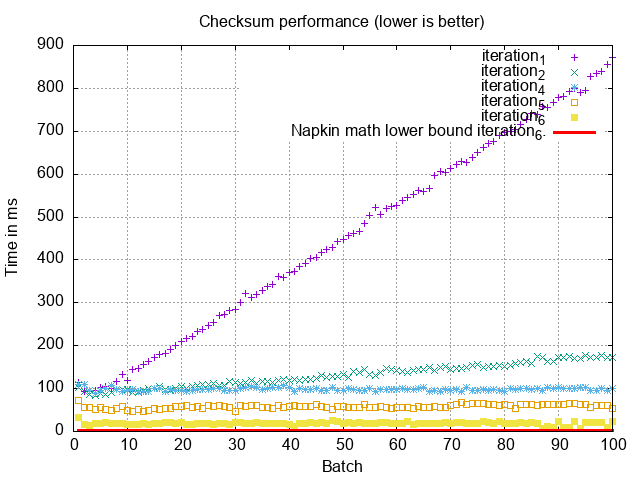 Checksum performance (lower is better)
900
800
700
600
500
400
300
200
100
0
Time in ms
iteration1
iteration2
iteration4
iteration5
iteration6
Napkin math lower bound iteration6.
0 10 20 30 40 50 60 70 80 90 100
Batch